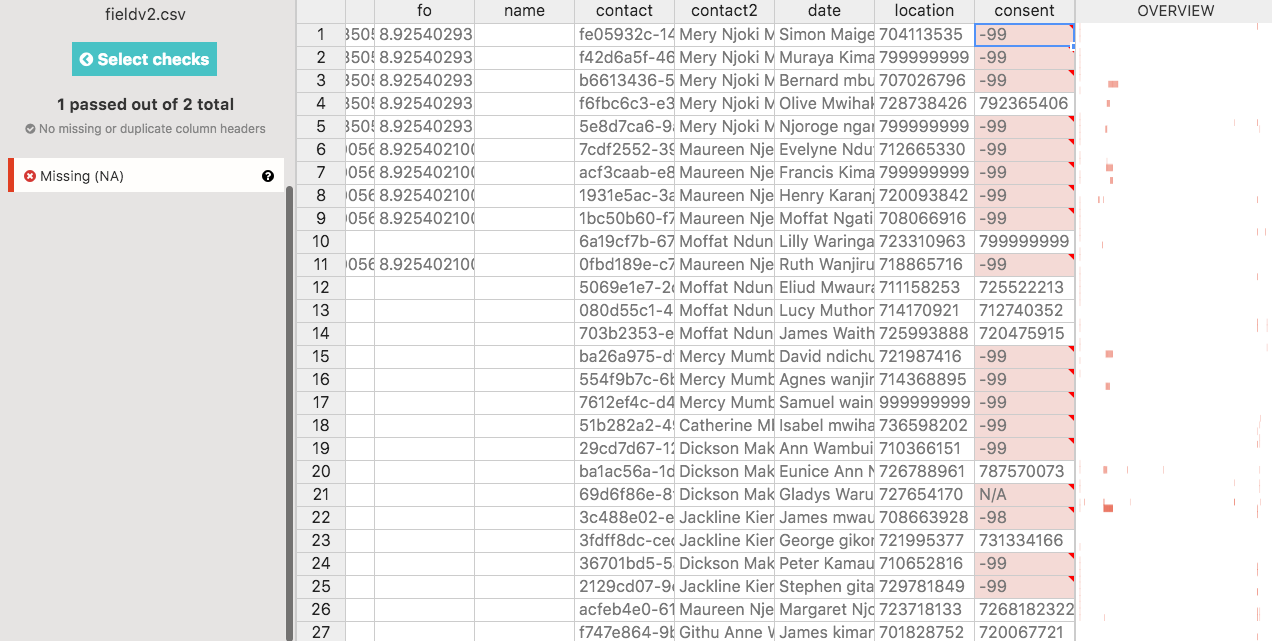 fieldv2.csv
Select checks
1 passed out of 2 total
No missing or duplicate column headers
Missing (NA)
fo name contact contact2 date location consent OVERVIEW
1 3505 8.92540293 fe05932c-14 Mery Njoki M Simon Maige 704113535 -99
2 3505 8.92540293 f42d6a5f-46 Mery Njoki M Muraya Kima 799999999 -99
3 3505 8.92540293 b6613436-5 Mery Njoki M Bernard mbu 707026796 -99
4 3505 8.92540293 f6fbc6c3-e3 Mery Njoki M Olive Mwihak 728738426 792365406
5 3505 8.92540293 5e8d7ca6-9a Mery Njoki M Njoroge ngar 799999999 -99
6 0056 8.925402100 7cdf2552-39 Maureen Nje Evelyne Ndu 712665330 -99
7 0056 8.925402100 acf3caab-e8 Maureen Nje Francis Kima 799999999 -99
8 0056 8.925402100 1931e5ac-3a Maureen Nje Henry Karanj 720093842 -99
9 0056 8.925402100 1bc50b60-f7 Maureen Nje Moffat Ngati 708066916 -99
10 6a19cf7b-67 Moffat Ndun Lilly Waringa 723310963 799999999
11 0056 8.925402100 0fbd189e-c7 Maureen Nje Ruth Wanjiru 718865716 -99
12 5069e1e7-2c Moffat Ndun Eliud Mwaura 711158253 725522213
13 080d55c1-4 Moffat Ndun Lucy Muthon 714170921 712740352
14 703b2353-e Moffat Ndun James Waith 725993888 720475915
15 ba26a975-d Mercy Mumb David ndichu 721987416 -99
16 554f9b7c-6b Mercy Mumb Agnes wanjir 714368895 -99
17 7612ef4c-d4 Mercy Mumb Samuel wain 999999999 -99
18 51b282a2-49 Catherine Mb Isabel mwiha 736598202 -99
19 29cd7d67-12 Dickson Mak Ann Wambui 710366151 -99
20 ba1ac56a-1d Dickson Mak Eunice Ann N 726788961 787570073
21 69d6f86e-8 Dickson Mak Gladys Waru 727654170 N/A
22 3c488e02-e Jackline Kier James mwau 708663928 -98
23 3fdff8dc-ced Jackline Kier George gikor 721995377 731334166
24 36701bd5-5 Dickson Mak Peter Kamau 710652816 -99
25 2129cd07-9c Jackline Kier Stephen gita 729781849 -99
26 acfeb4e0-61 Maureen Nje Margaret Njo 723718133 7268182322
27 f747e864-9b Githu Anne W James kimar 701828752 720067721